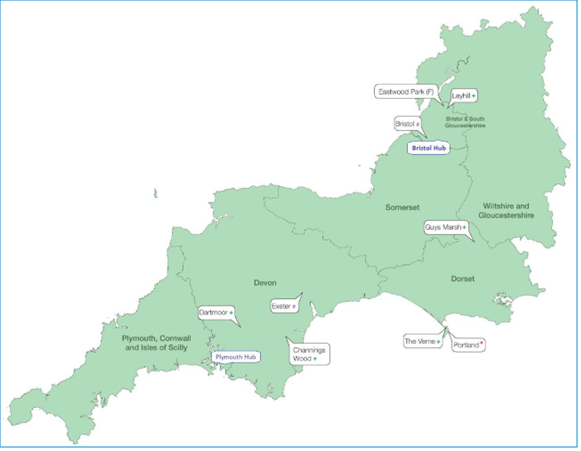 Eastwood Park (F)
Leyhill +
Bristol & South
Gloucestershire
Bristol #
Bristol Hub
Somerset
Wiltshire and
Gloucestershire
Guys Marsh +
Devon
Dorset
Exeter #
Dartmoor +
Plymouth, Cornwall
and Isles of Scilly
The Verne +
Portland*
Channings
Wood +
Plymouth Hub